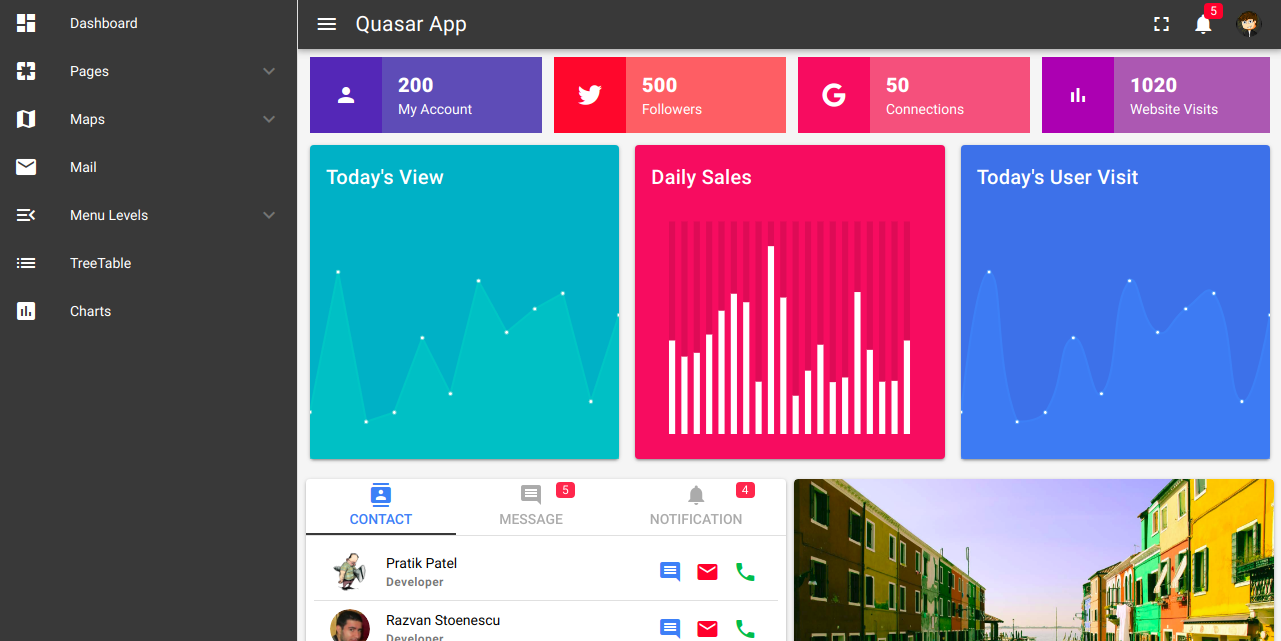 Dashboard
Pages
Maps
Mail
Menu Levels
TreeTable
Charts
Quasar App
5
200
My Account
500
Followers
50
Connections
1020
Website Visits
Today's View
Daily Sales
Today's User Visit
CONTACT
5
MESSAGE
4
NOTIFICATION
Pratik Patel
Developer
Razvan Stoenescu
Developer